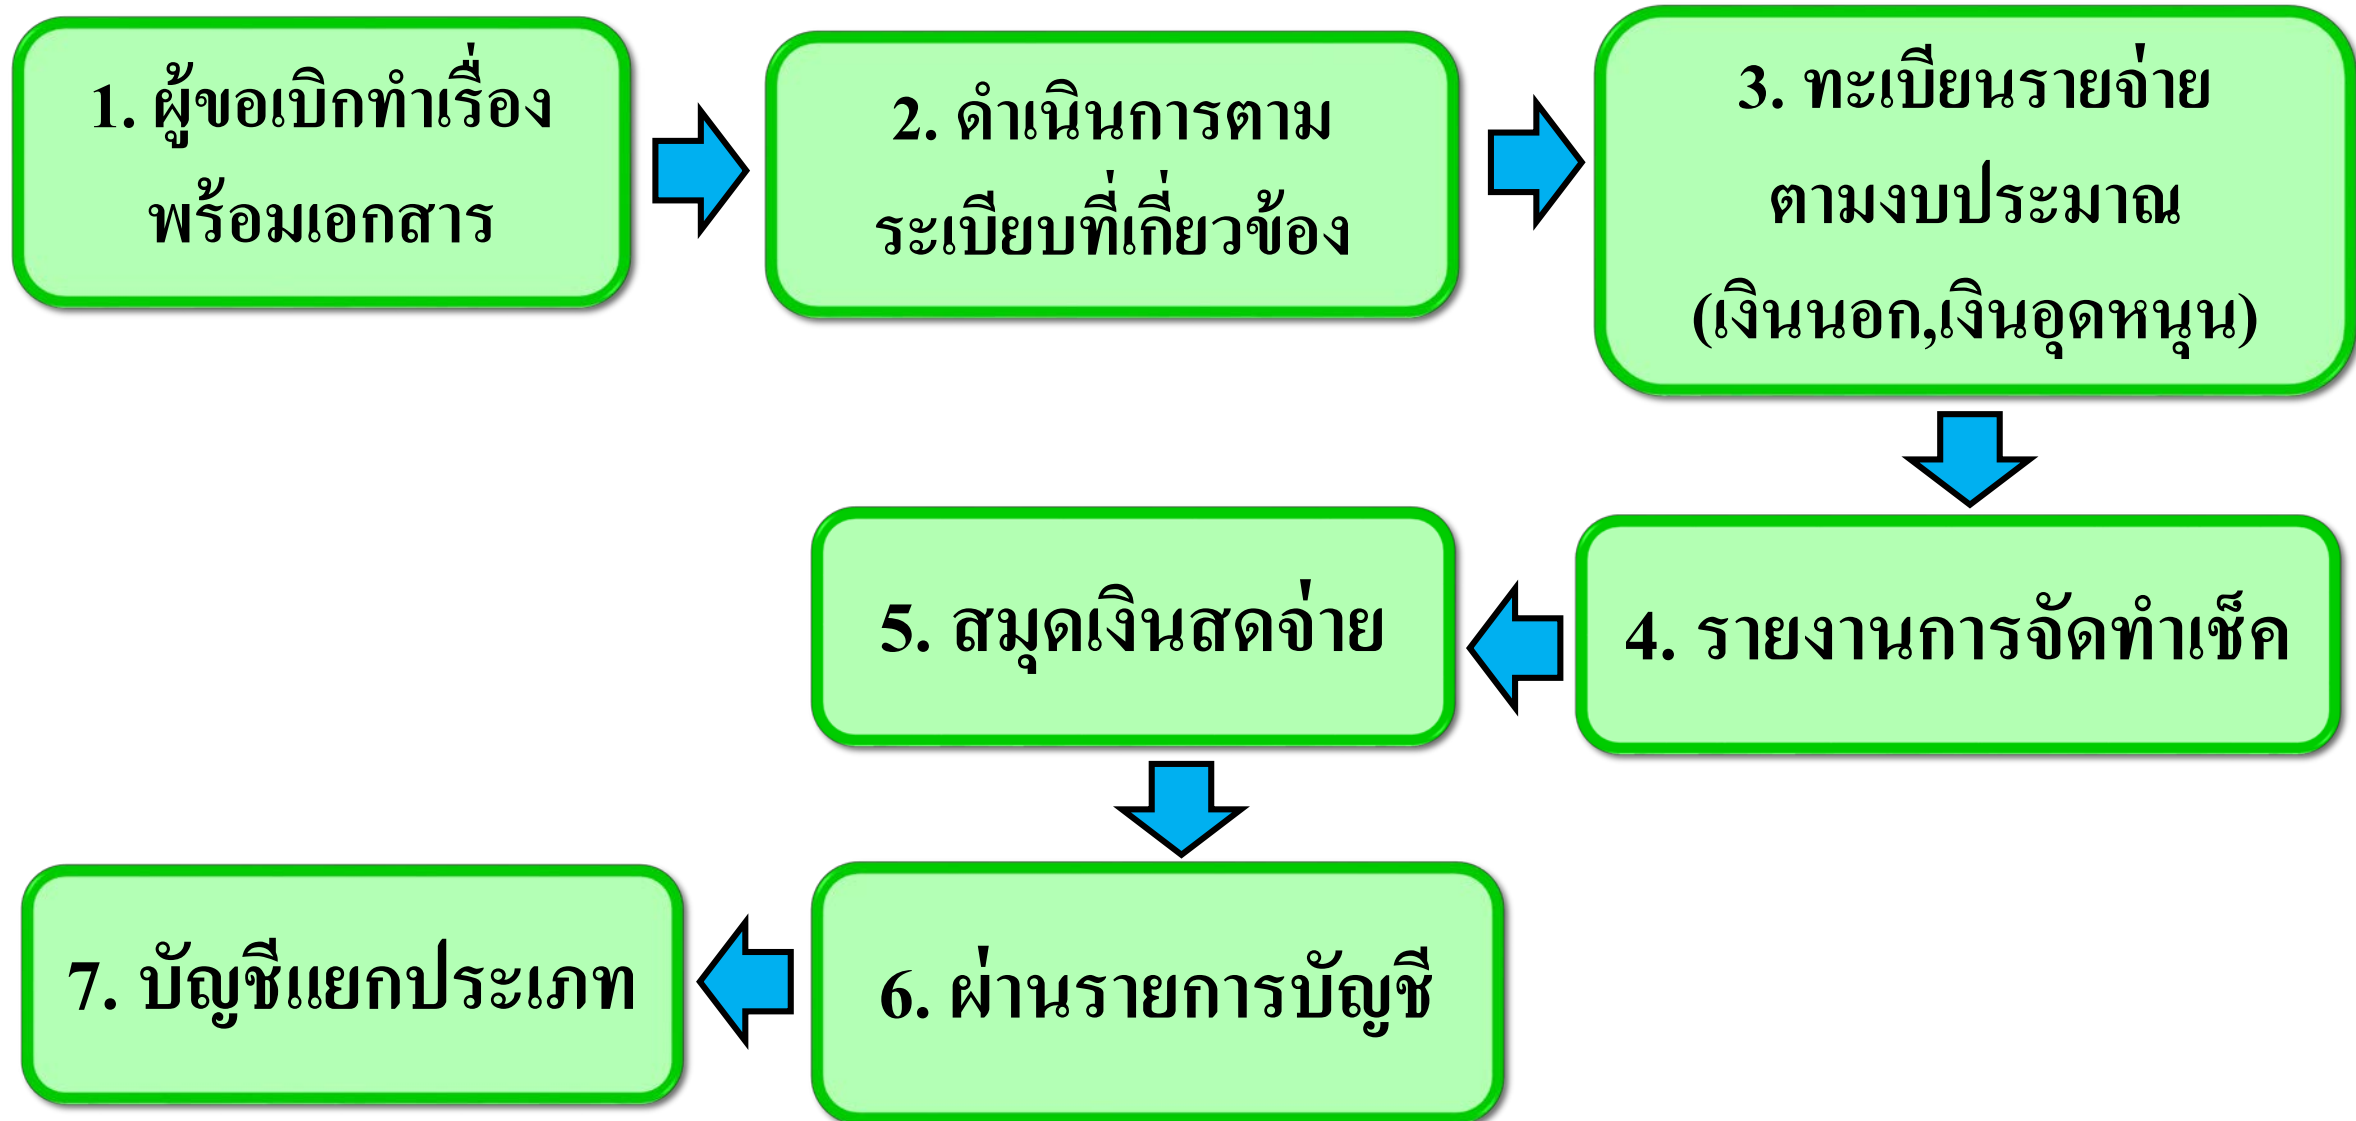 1. ผู้ขอเบิกทำเรื่อง
พร้อมเอกสาร
2. ดำเนินการตาม
ระเบียบที่เกี่ยวข้อง
3. ทะเบียนรายจ่าย
ตามงบประมาณ
(เงินนอก,เงินอุดหนุน)
4. รายงานการจัดทำเช็ค
5. สมุดเงินสดจ่าย
6. ผ่านรายการบัญชี
7. บัญชีแยกประเภท